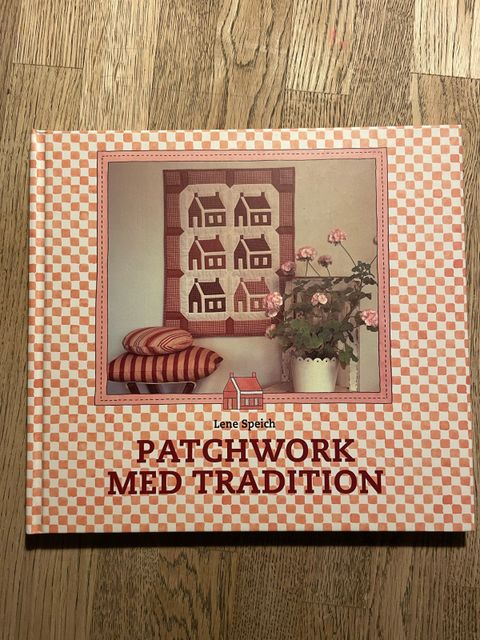 Lene Speich
PATCHWORK
MED TRADITION